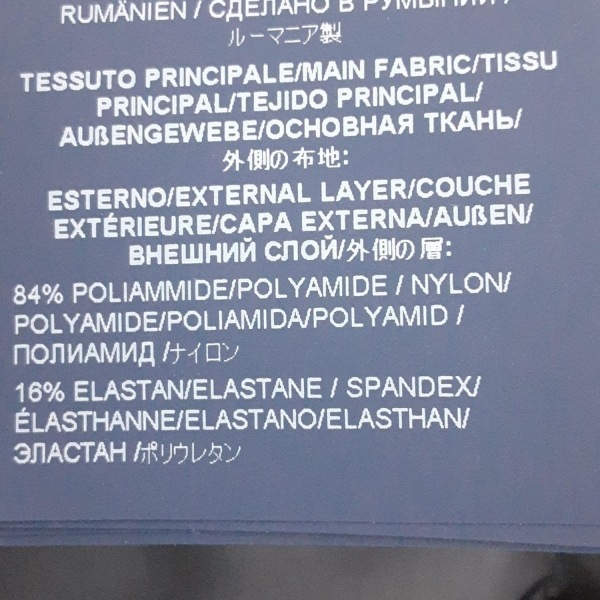 RUMÄNIEN / СДЕЛАНО В РУМЫНИИ /
ルーマニア製
TESSUTO PRINCIPALE/MAIN FABRIC/TISSU
PRINCIPAL/TEJIDO PRINCIPAL/
AUßENGEWEBE/ОСНОВНАЯ ТКАНЬ/
外側の布地:
ESTERNO/EXTERNAL LAYER/COUCHE
EXTÉRIEURE/CAPA EXTERNA/AUßEN/
ВНЕШНИЙ СЛОЙ/外側の層:
84% POLIAMMIDE/POLYAMIDE / NYLON/
POLYAMIDE/POLIAMIDA/POLYAMID /
ПОЛИАМИД /ナイロン
16% ELASTAN/ELASTANE / SPANDEX/
ÉLASTHANNE/ELASTANO/ELASTHAN/
ЭЛАСТАН /ポリウレタン